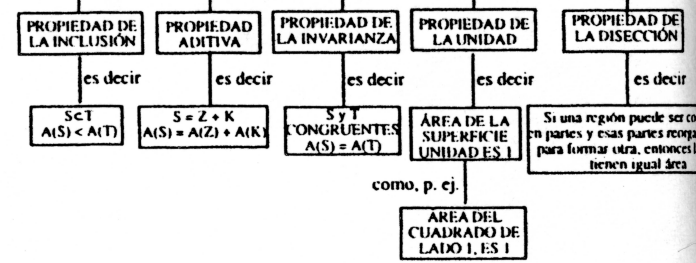 PROPIEDAD DE
LA INCLUSIÓN
PROPIEDAD
ADITIVA
PROPIEDAD DE
LA INVARIANZA
PROPIEDAD DE
LA UNIDAD
PROPIEDAD DE
LA DISECCIÓN
es decir
es decir
es decir
es decir
es decir
S⊂T
A(S) < A(T)
S = Z + K
A(S) = A(Z) + A(K)
S y T
CONGRUENTES
A(S) = A(T)
ÁREA DE LA
SUPERFICIE
UNIDAD ES 1
Si una región puede ser
en partes y esas partes
para formar otra, entonces
tienen igual área
como, p. ej.
ÁREA DEL
CUADRADO DE
LADO 1, ES 1